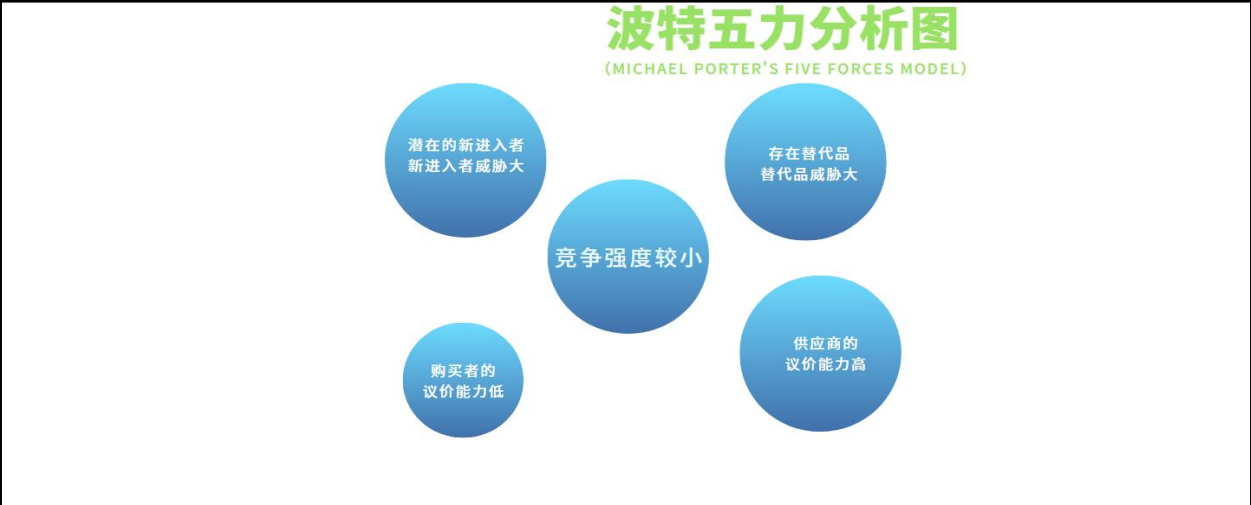 波特五力分析图
(MICHAEL PORTER'S FIVE FORCES MODEL)
潜在的新进入者
新进入者威胁大
存在替代品
替代品威胁大
竞争强度较小
供应商的
议价能力高
购买者的
议价能力低